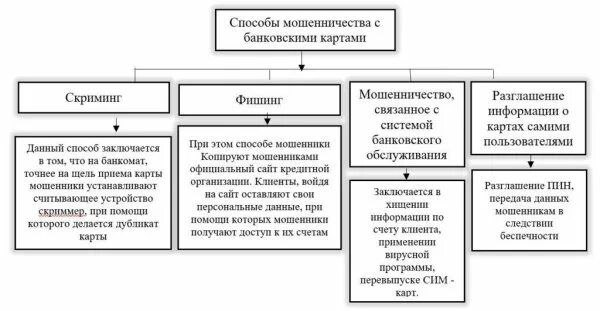 Способы мошенничества с
банковскими картами
Скриминг
Фишинг
Мошенничество,
связанное с
системой
банковского
обслуживания
Разглашение
информации о
картах самими
пользователями
Данный способ заключается
в том, что на банкомат,
точнее на щель приема карты
мошенники устанавливают
считывающее устройство
скриммер, при помощи
которого делается дубликат
карты
При этом способе мошенники
Копируют мошенниками
официальный сайт кредитной
организации. Клиенты, войдя
на сайт оставляют свои
персональные данные, при
помощи которых мошенники
получают доступ к их счетам
Заключается в
хищении
информации по
счету клиента,
применении
вирусной
программы,
перевыпуске СИМ -
карт.
Разглашение ПИН,
передача данных
мошенникам в
следствии
беспечности